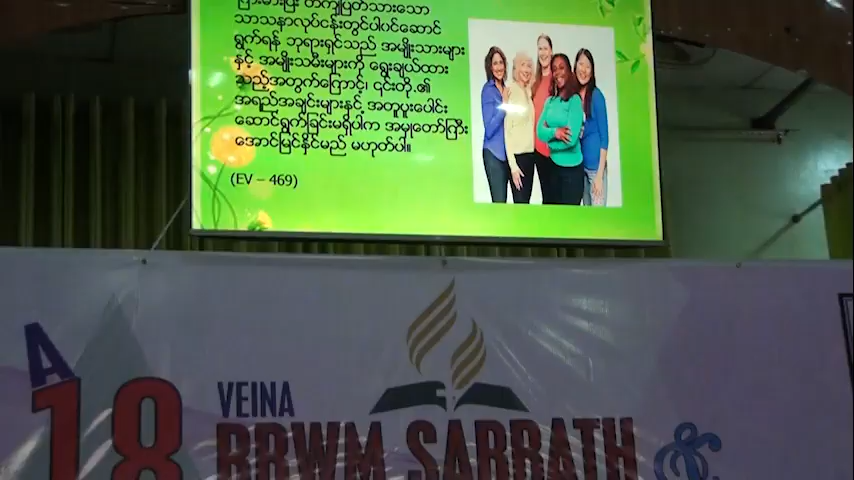 သာသနာလုပ်ငန်းတွင်ပါဝင်ဆောင်
ရွက်ရန် ဘုရားရှင်သည် အမျိုးသားများ
နှင့် အမျိုးသမီးများကို ရွေးချယ်ထား
သည့်အတွက်ကြောင့်၊ ၎င်းတို့၏
အရည်အချင်းများနှင့် အတူပူးပေါင်း
ဆောင်ရွက်ခြင်းမရှိပါက အမှုတော်ကြီး
အောင်မြင်နိုင်မည် မဟုတ်ပါ။
(EV – 469)
A
18
VEINA
BBWM SABBATH
&